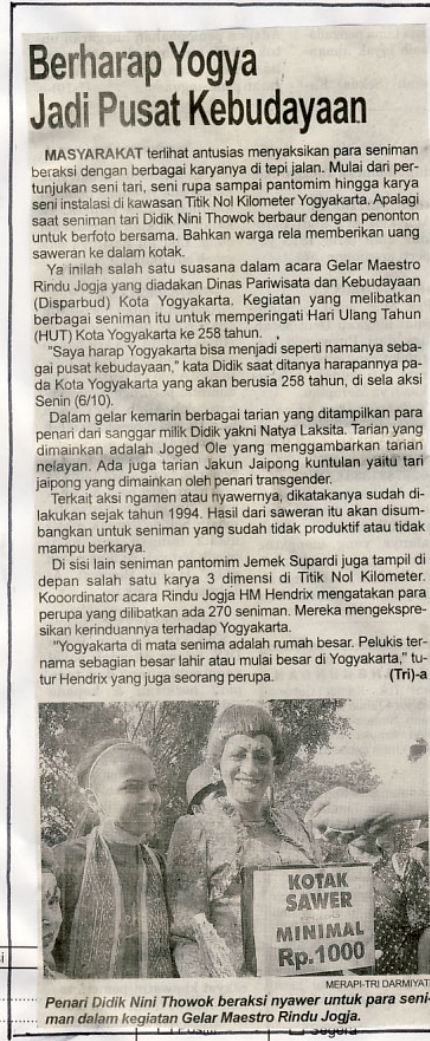 Berharap Yogya
Jadi Pusat Kebudayaan
MASYARAKAT terlihat antusias menyaksikan para seniman
beraksi dengan berbagai karyanya di tepi jalan. Mulai dari per-
tunjukan seni tari, seni rupa sampai pantomim hingga karya
seni instalasi di kawasan Titik Nol Kilometer Yogyakarta. Apalagi
saat seniman tari Didik Nini Thowok berbaur dengan penonton
untuk berfoto bersama. Bahkan warga rela memberikan uang
saweran ke dalam kotak.
Ya inilah salah satu suasana dalam acara Gelar Maestro
Rindu Jogja yang diadakan Dinas Pariwisata dan Kebudayaan
(Disparbud) Kota Yogyakarta. Kegiatan yang melibatkan
berbagai seniman itu untuk memperingati Hari Ulang Tahun
(HUT) Kota Yogyakarta ke 258 tahun.
"Saya harap Yogyakarta bisa menjadi seperti namanya seba-
gai pusat kebudayaan," kata Didik saat ditanya harapannya pa-
da Kota Yogyakarta yang akan berusia 258 tahun, di sela aksi
Senin (6/10).
Dalam gelar kemarin berbagai tarian yang ditampilkan para
penari dari sanggar milik Didik yakni Natya Laksita. Tarian yang
dimainkan adalah Joged Ole yang menggambarkan tarian
nelayan. Ada juga tarian Jakun Jaipong kuntulan yaitu tari
jaipong yang dimainkan oleh penari transgender.
Terkait aksi ngamen atau nyawernya, dikatakanya sudah di-
lakukan sejak tahun 1994. Hasil dari saweran itu akan disum-
bangkan untuk seniman yang sudah tidak produktif atau tidak
mampu berkarya.
Di sisi lain seniman pantomim Jemek Supardi juga tampil di
depan salah satu karya 3 dimensi di Titik Nol Kilometer.
Kooordinator acara Rindu Jogja HM Hendrix mengatakan para
perupa yang dilibatkan ada 270 seniman. Mereka mengekspre-
sikan kerinduannya terhadap Yogyakarta.
"Yogyakarta di mata senima adalah rumah besar. Pelukis ter-
nama sebagian besar lahir atau mulai besar di Yogyakarta," tu-
tur Hendrix yang juga seorang perupa. (Tri)-a
KOTAK
SAWER
MINIMAL
Rp.1000
MERAPI-TRI DARMIYATI
Penari Didik Nini Thowok beraksi nyawer untuk para seni-
man dalam kegiatan Gelar Maestro Rindu Jogja.